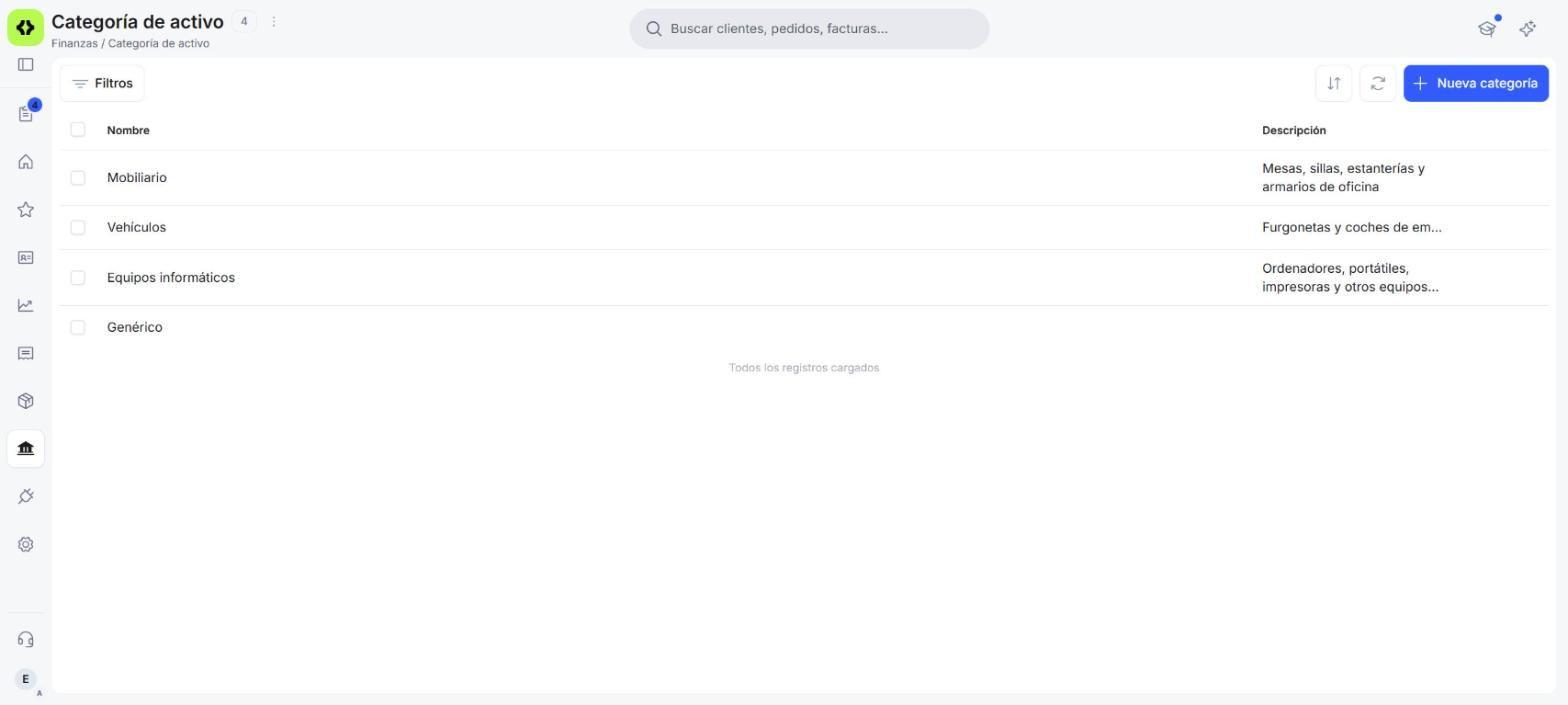 Categoría de activo 4
Finanzas / Categoría de activo
Buscar clientes, pedidos, facturas...
4
Filtros
Nueva categoría
Nombre
Descripción
Mobiliario
Mesas, sillas, estanterías y
armarios de oficina
Vehículos
Furgonetas y coches de em...
Equipos informáticos
Ordenadores, portátiles,
impresoras y otros equipos...
Genérico
Todos los registros cargados
E
A